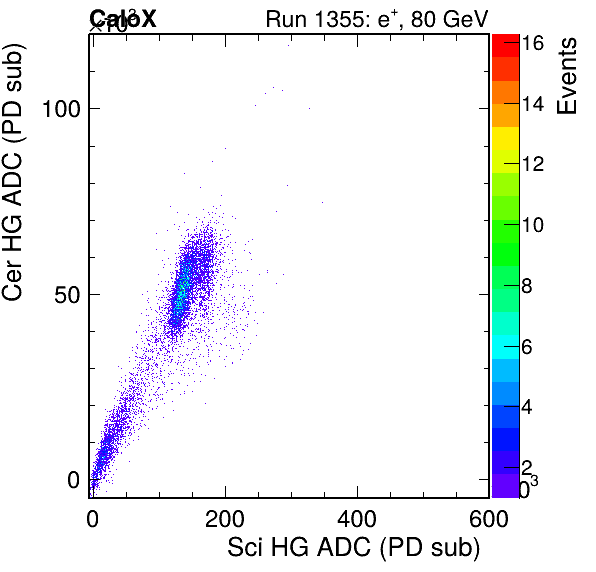 CaloX Run 1355: e⁺, 80 GeV
×10³
Cer HG ADC (PD sub)
100
50
0
0 200 400 600
Sci HG ADC (PD sub)
Events
16
14
12
10
8
6
4
2
0